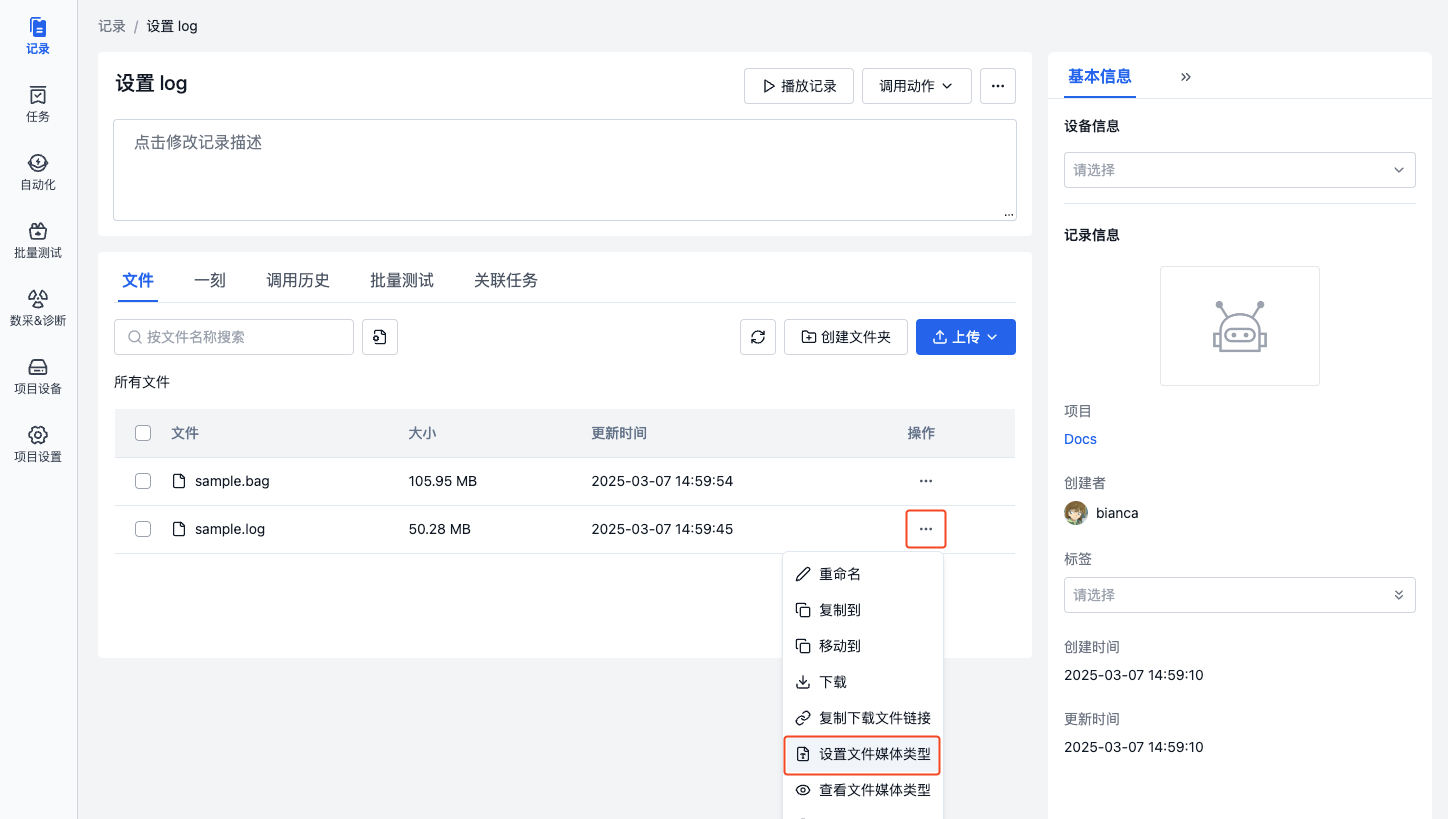 记录
任务
自动化
批量测试
数采&诊断
项目设备
项目设置
记录 / 设置 log
设置 log
播放记录
调用动作
点击修改记录描述
文件 一刻 调用历史 批量测试 关联任务
按文件名称搜索
创建文件夹
上传
所有文件
文件 大小 更新时间 操作
sample.bag 105.95 MB 2025-03-07 14:59:54
sample.log 50.28 MB 2025-03-07 14:59:45
重命名
复制到
移动到
下载
复制下载文件链接
设置文件媒体类型
查看文件媒体类型
基本信息
设备信息
请选择
记录信息
项目
Docs
创建者
bianca
标签
请选择
创建时间
2025-03-07 14:59:10
更新时间
2025-03-07 14:59:10